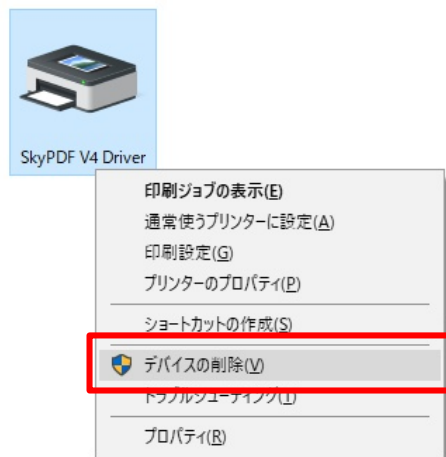 SkyPDF V4 Driver
印刷ジョブの表示(E)
通常使うプリンターに設定(A)
印刷設定(G)
プリンターのプロパティ(P)
ショートカットの作成(S)
デバイスの削除(V)
トラブルシューティング(T)
プロパティ(R)